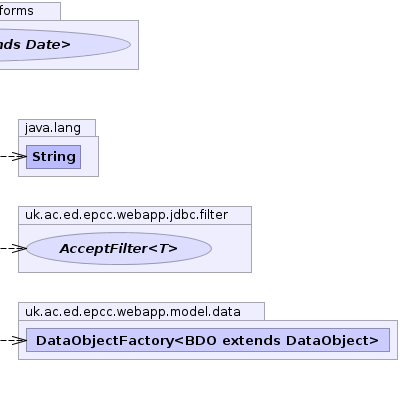 forms
nds Date>
java.lang
String
uk.ac.ed.epcc.webapp.jdbc.filter
AcceptFilter<T>
uk.ac.ed.epcc.webapp.model.data
DataObjectFactory<BDO extends DataObject>